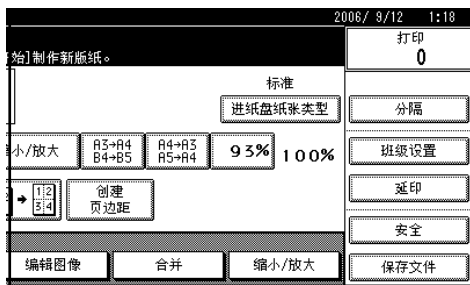 2006/ 9/12 1:18
始]制作新版纸。
打印
0
标准
进纸盘纸张类型
分隔
小/放大
A3→A4
B4→B5
A4→A3
A5→A4
93%
100%
班级设置
1 2
3 4
创建
页边距
延印
安全
编辑图像
合并
缩小/放大
保存文件